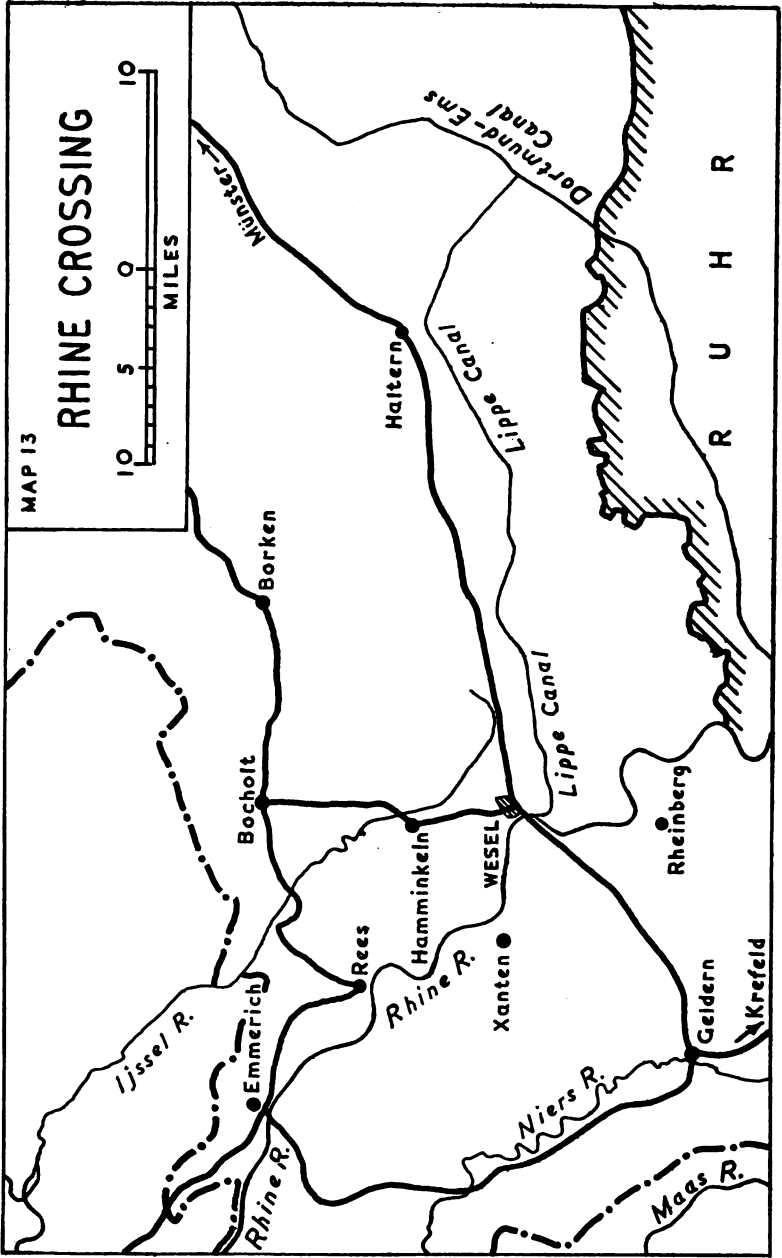 MAP 13
RHINE CROSSING
10 5 0 10
MILES
Münster
Dortmund-Ems
Canal
Haltern
Lippe Canal
RUHR
Borken
Bocholt
Lippe Canal
Hamminkeln
WESEL
Rheinberg
Rees
Rhine R.
Xanten
Ijssel R.
Emmerich
Geldern
Krefeld
Niers R.
Rhine R.
Maas R.